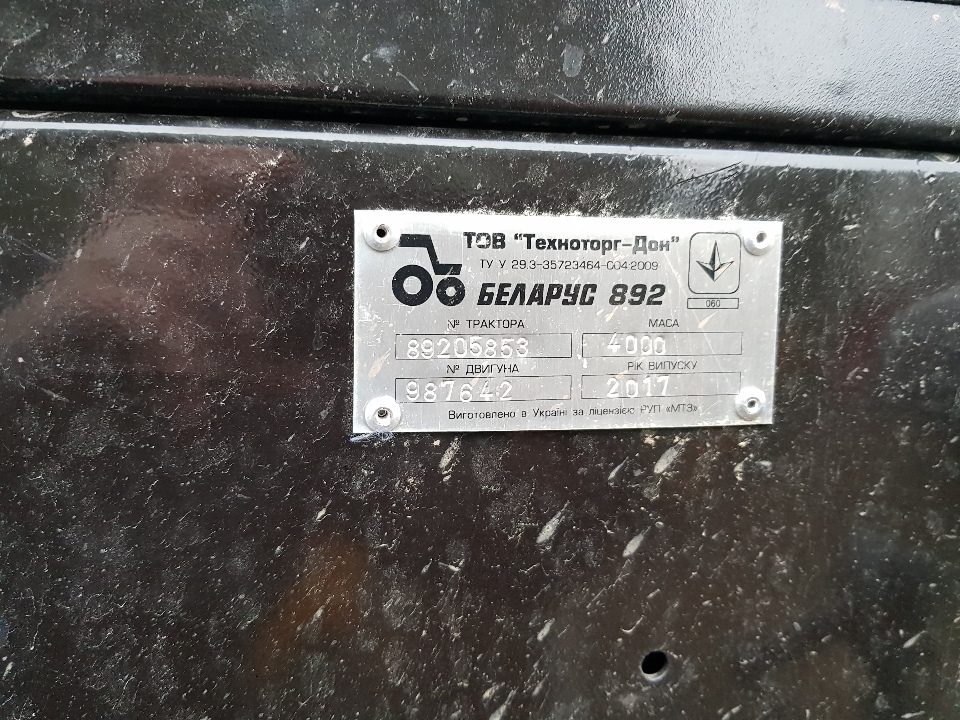 ТОВ "Техноторг-Дон"
ТУ У 29.3-35723464-004:2009
БЕЛАРУС 892
060
№ ТРАКТОРА МАСА
89205853 4000
№ ДВИГУНА РІК ВИПУСКУ
987642 2017
Виготовлено в Україні за ліцензією РУП «МТЗ»